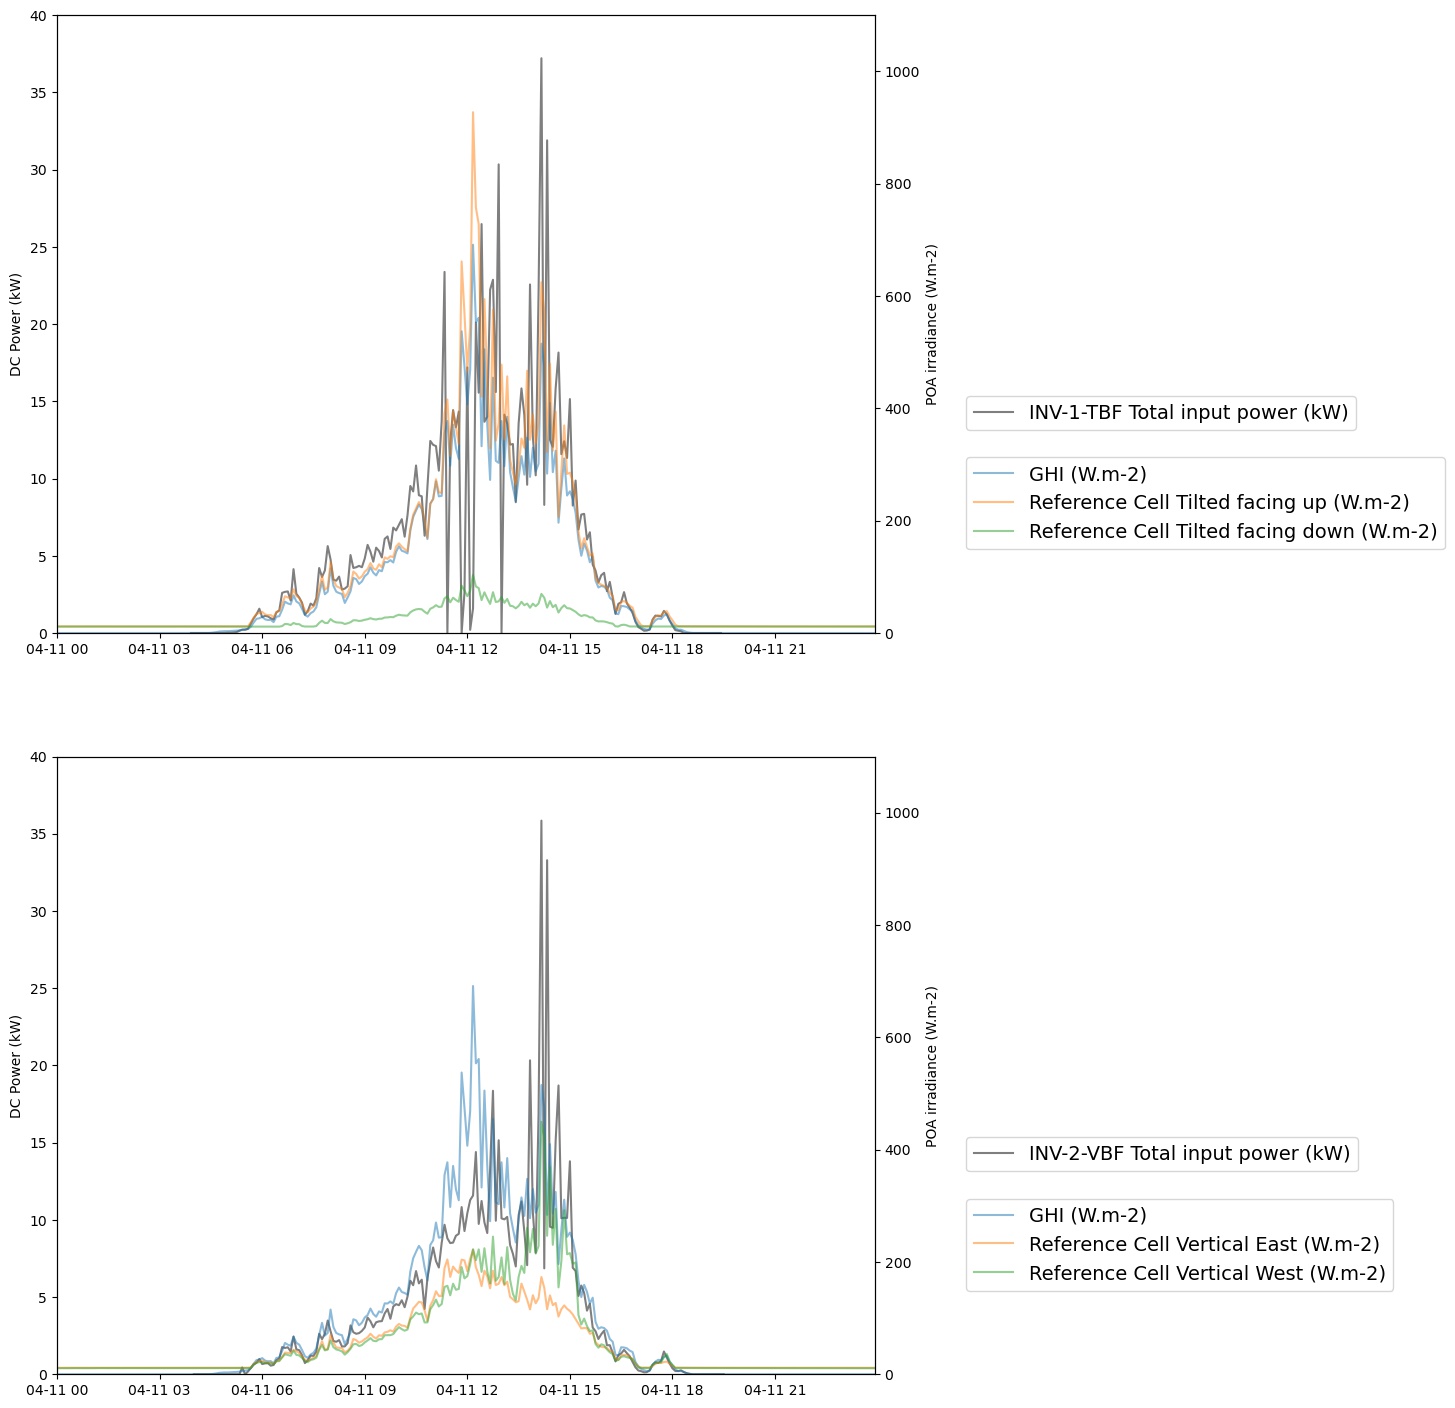 40
35
30
25
20
15
10
5
0
DC Power (kW)
1000
800
600
400
200
0
POA irradiance (W.m-2)
04-11 00 04-11 03 04-11 06 04-11 09 04-11 12 04-11 15 04-11 18 04-11 21
INV-1-TBF Total input power (kW)
GHI (W.m-2)
Reference Cell Tilted facing up (W.m-2)
Reference Cell Tilted facing down (W.m-2)
40
35
30
25
20
15
10
5
0
DC Power (kW)
1000
800
600
400
200
0
POA irradiance (W.m-2)
04-11 00 04-11 03 04-11 06 04-11 09 04-11 12 04-11 15 04-11 18 04-11 21
INV-2-VBF Total input power (kW)
GHI (W.m-2)
Reference Cell Vertical East (W.m-2)
Reference Cell Vertical West (W.m-2)